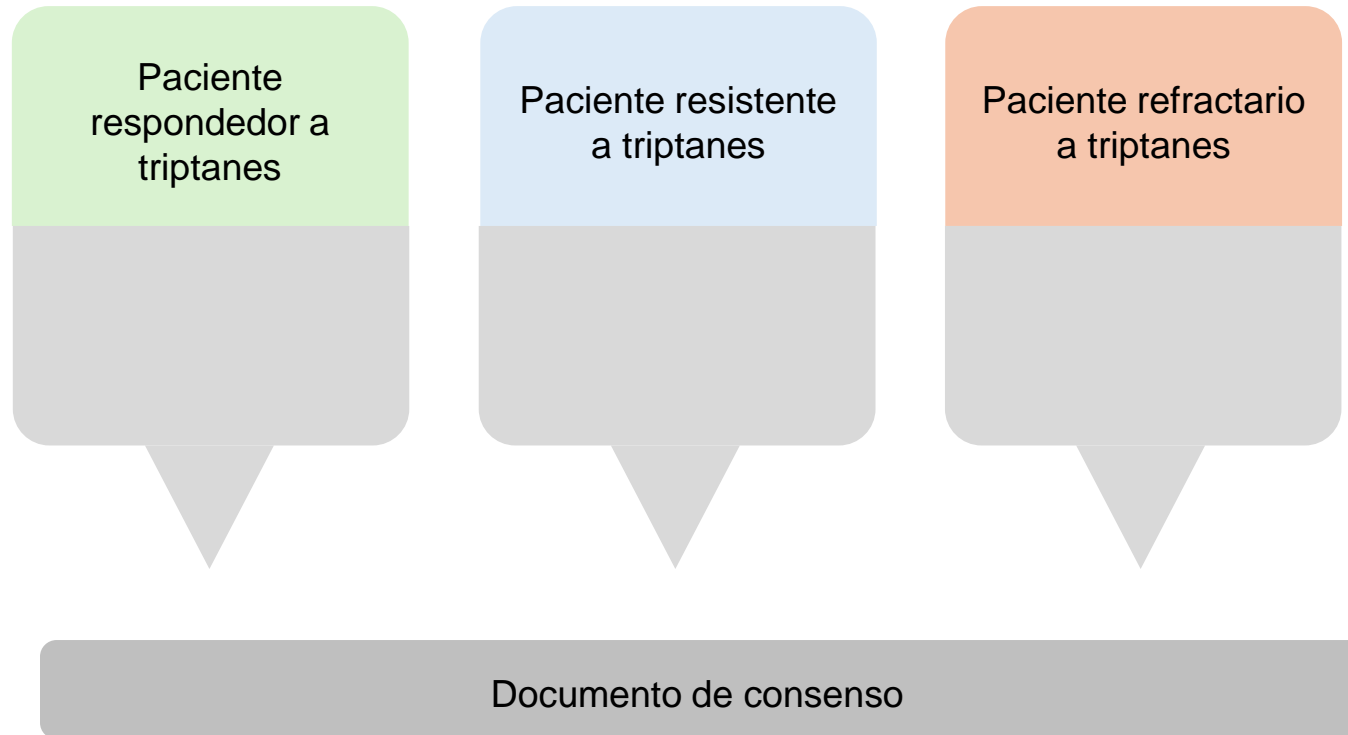 Paciente
respondedor a
triptanes
Paciente resistente
a triptanes
Paciente refractario
a triptanes
Documento de consenso